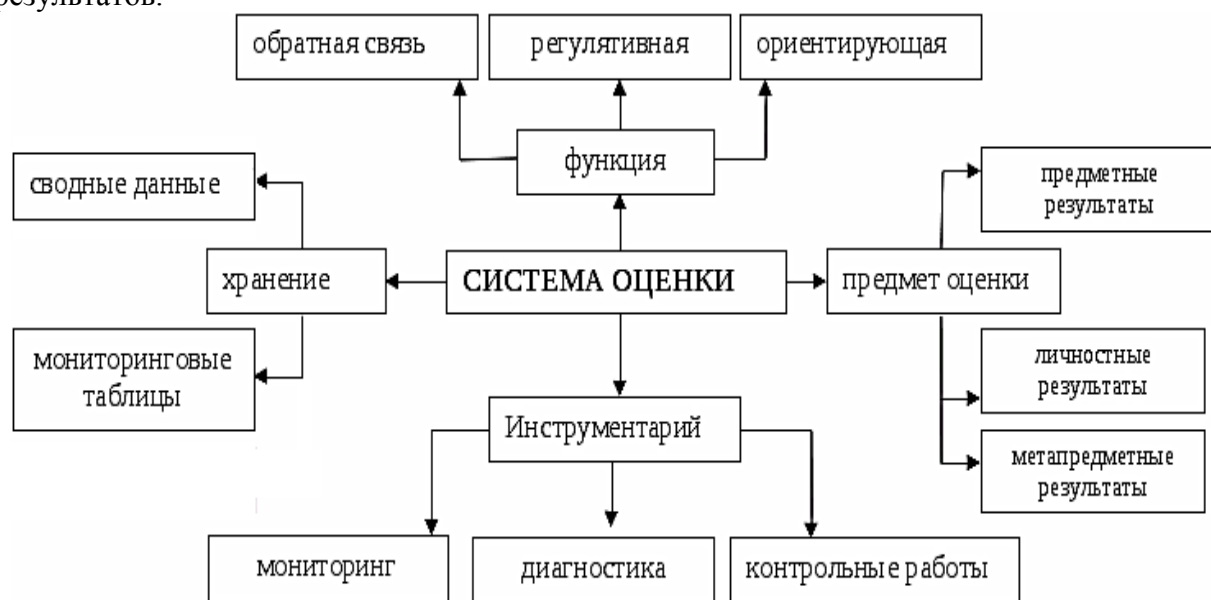 результатов.
обратная связь
регулятивная
ориентирующая
функция
сводные данные
предметные
результаты
хранение
СИСТЕМА ОЦЕНКИ
предмет оценки
мониторинговые
таблицы
личностные
результаты
Инструментарий
метапредметные
результаты
мониторинг
диагностика
контрольные работы